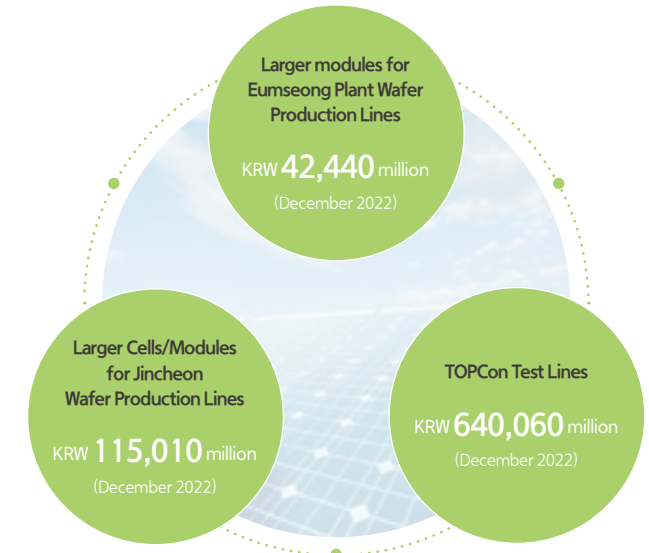 Larger modules for
Eumseong Plant Wafer
Production Lines
KRW 42,440 million
(December 2022)
Larger Cells/Modules
for Jincheon
Wafer Production Lines
KRW 115,010 million
(December 2022)
TOPCon Test Lines
KRW 640,060 million
(December 2022)